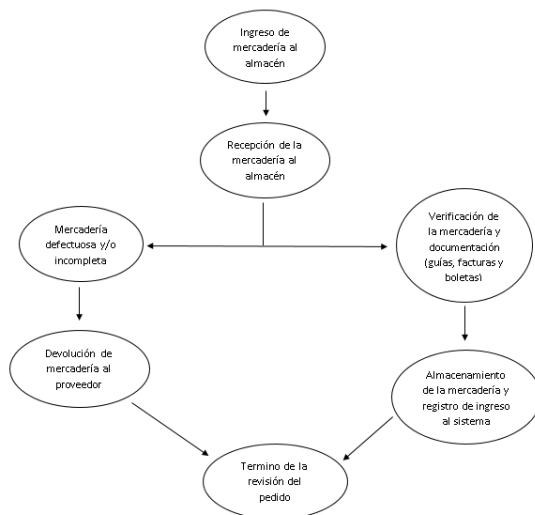 Ingreso de
mercadería al
almacén
Recepción de la
mercadería al
almacén
Mercadería
defectuosa y/o
incompleta
Verificación de
la mercadería y
documentación
(guías, facturas y
boletas)
Devolución de
mercadería al
proveedor
Almacenamiento
de la mercadería y
registro de ingreso
al sistema
Termino de la
revisión del
pedido